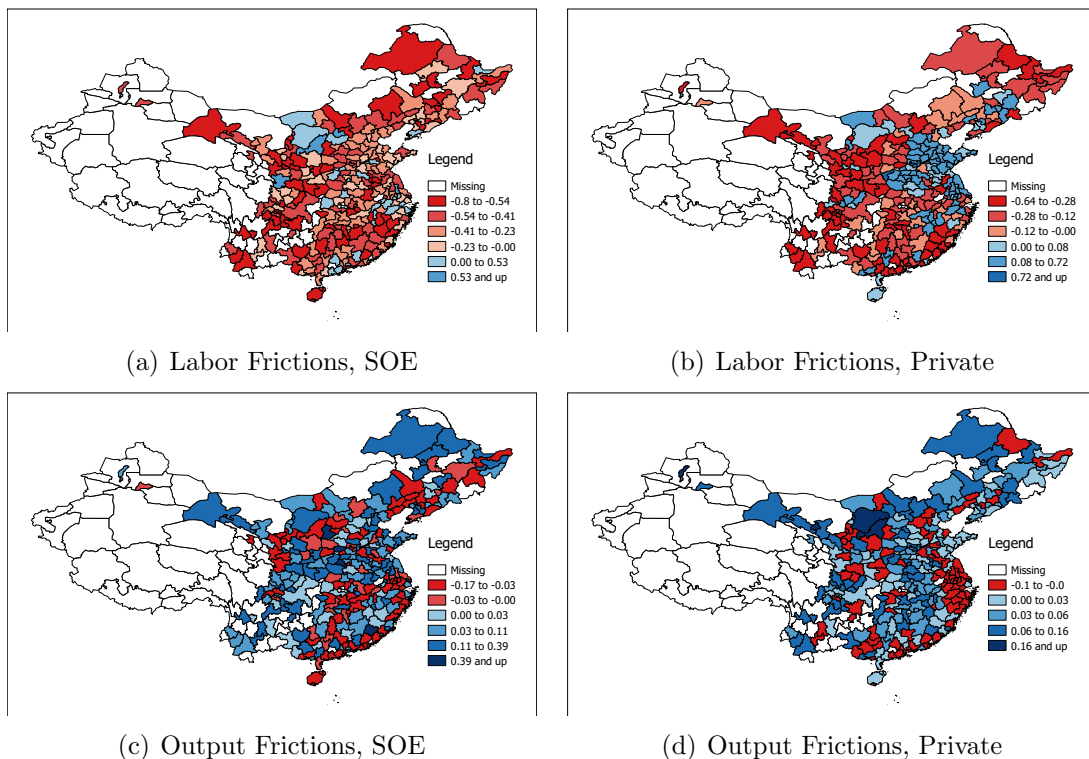 Legend
Missing
-0.8 to -0.54
-0.54 to -0.41
-0.41 to -0.23
-0.23 to -0.00
0.00 to 0.53
0.53 and up
(a) Labor Frictions, SOE
Legend
Missing
-0.64 to -0.28
-0.28 to -0.12
-0.12 to -0.00
0.00 to 0.08
0.08 to 0.72
0.72 and up
(b) Labor Frictions, Private
Legend
Missing
-0.17 to -0.03
-0.03 to -0.00
0.00 to 0.03
0.03 to 0.11
0.11 to 0.39
0.39 and up
(c) Output Frictions, SOE
Legend
Missing
-0.1 to -0.0
0.00 to 0.03
0.03 to 0.06
0.06 to 0.16
0.16 and up
(d) Output Frictions, Private